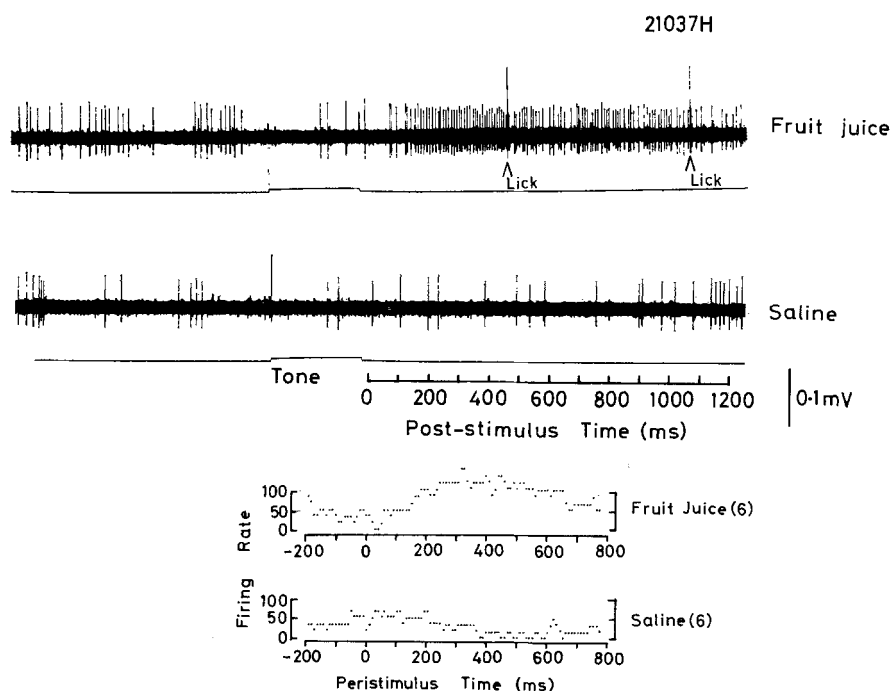 21037H
Fruit juice
Lick
Lick
Saline
Tone
0 200 400 600 800 1000 1200
0·1mV
Post-stimulus Time (ms)
100
50
0
Fruit Juice (6)
-200 0 200 400 600 800
Firing Rate
100
50
0
Saline (6)
-200 0 200 400 600 800
Peristimulus Time (ms)